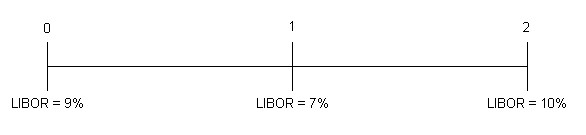 0 1 2
LIBOR = 9% LIBOR = 7% LIBOR = 10%